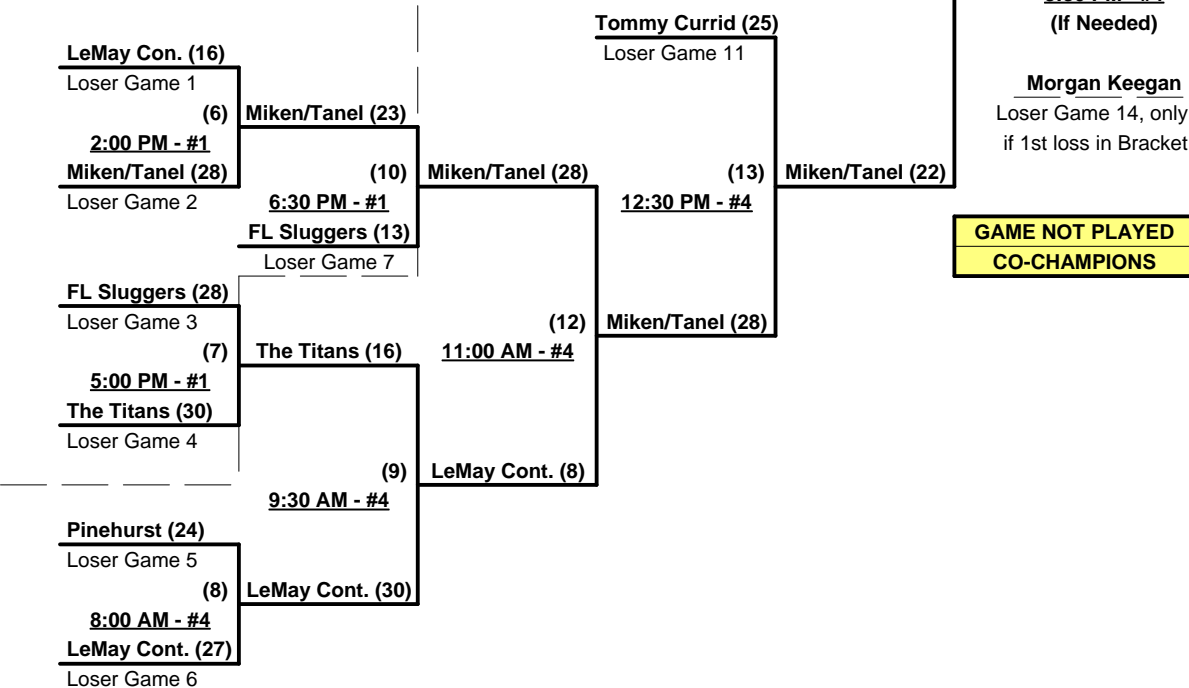 Tommy Currid (25)
(If Needed)
LeMay Con. (16)
Loser Game 11
Loser Game 1
Morgan Keegan
(6)
Miken/Tanel (23)
Loser Game 14, only
2:00 PM - #1
if 1st loss in Bracket
Miken/Tanel (28)
(10)
Miken/Tanel (28)
(13)
Miken/Tanel (22)
Loser Game 2
6:30 PM - #1
12:30 PM - #4
FL Sluggers (13)
GAME NOT PLAYED
Loser Game 7
CO-CHAMPIONS
FL Sluggers (28)
Loser Game 3
(12)
Miken/Tanel (28)
(7)
The Titans (16)
11:00 AM - #4
5:00 PM - #1
The Titans (30)
Loser Game 4
(9)
LeMay Cont. (8)
9:30 AM - #4
Pinehurst (24)
Loser Game 5
(8)
LeMay Cont. (30)
8:00 AM - #4
LeMay Cont. (27)
Loser Game 6